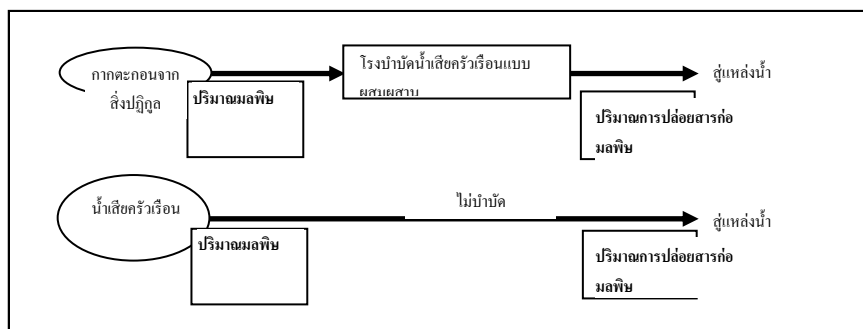 กากตะกอนจาก
สิ่งปฏิกูล
ปริมาณมลพิษ
โรงบำบัดน้ำเสียครัวเรือนแบบ
ผสมผสาน
สู่แหล่งน้ำ
ปริมาณการปล่อยสารก่อ
มลพิษ
น้ำเสียครัวเรือน
ปริมาณมลพิษ
ไม่บำบัด
สู่แหล่งน้ำ
ปริมาณการปล่อยสารก่อ
มลพิษ